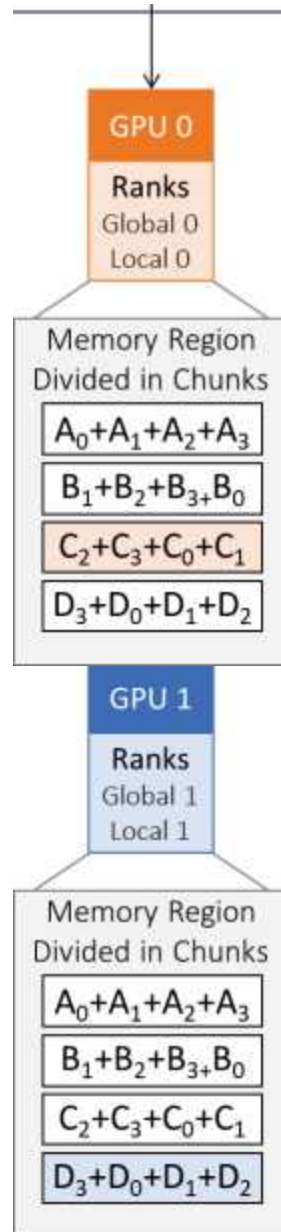 GPU 0
Ranks
Global 0
Local 0
Memory Region
Divided in Chunks
A₀+A₁+A₂+A₃
B₁+B₂+B₃₊B₀
C₂+C₃+C₀+C₁
D₃+D₀+D₁+D₂
GPU 1
Ranks
Global 1
Local 1
Memory Region
Divided in Chunks
A₀+A₁+A₂+A₃
B₁+B₂+B₃₊B₀
C₂+C₃+C₀+C₁
D₃+D₀+D₁+D₂